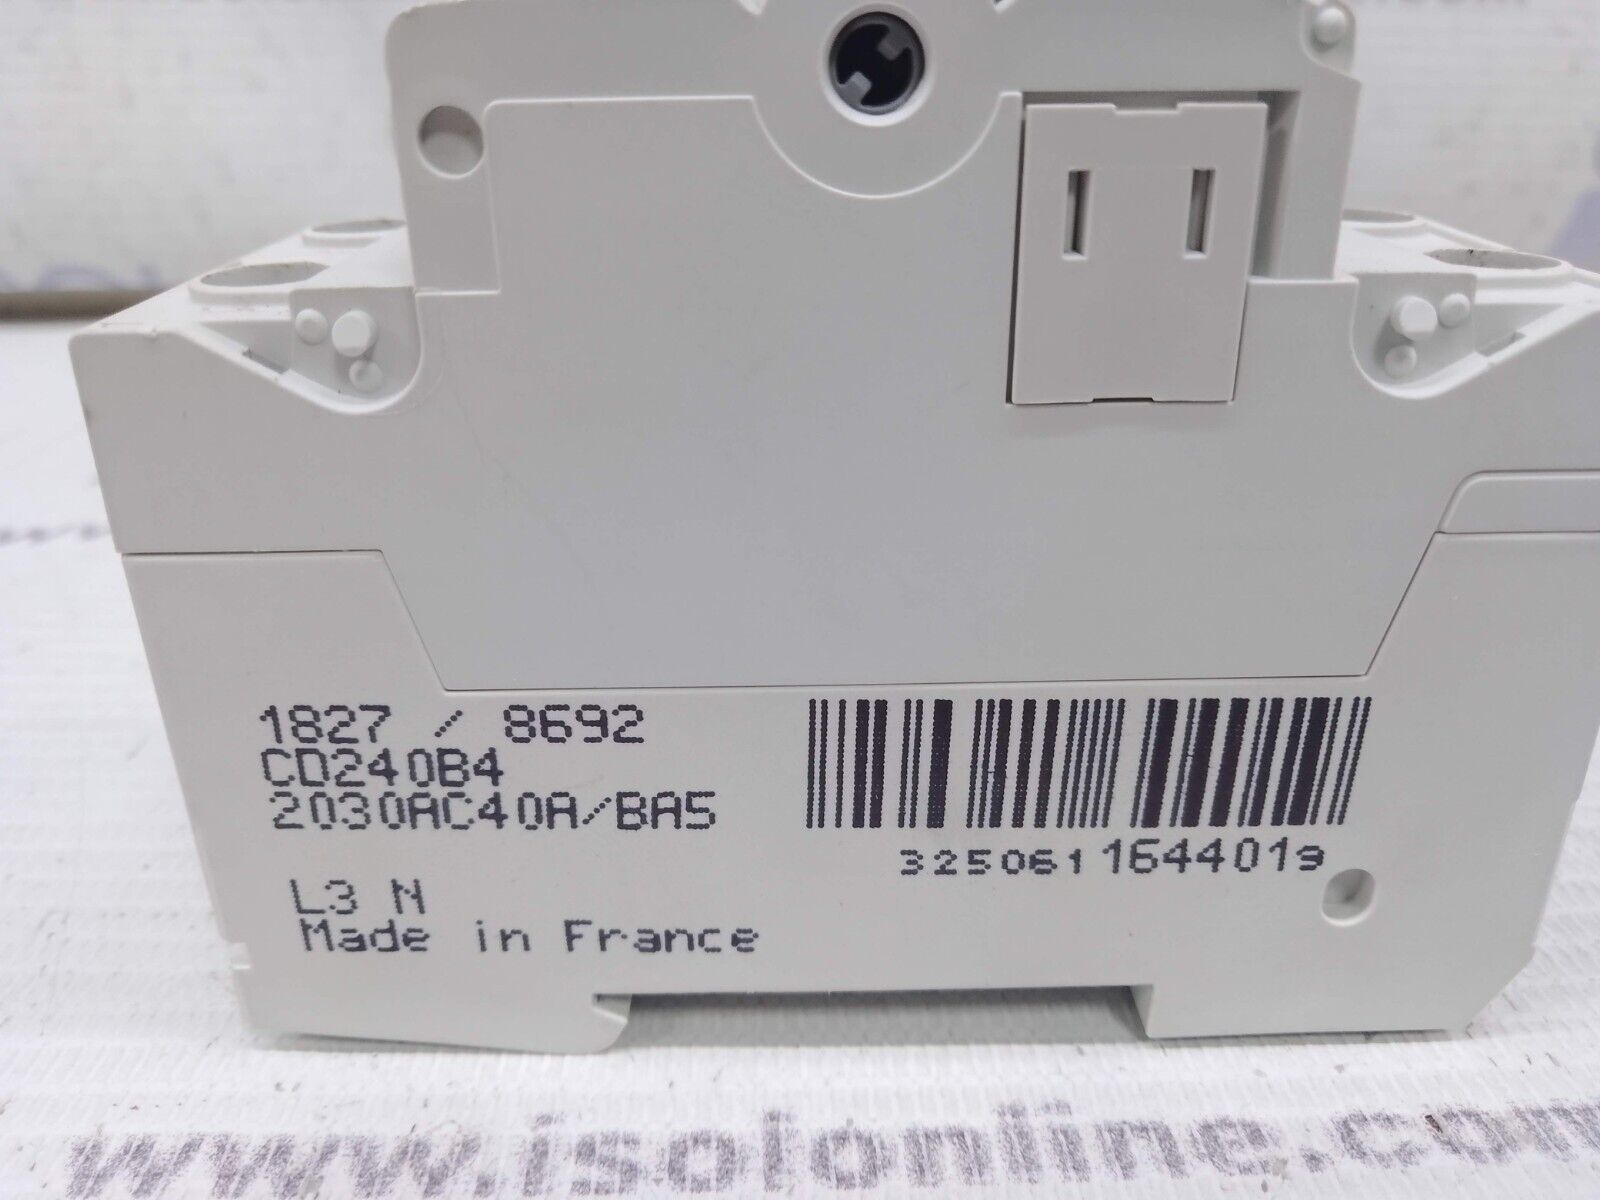 1827 / 8692
CD240B4
2030AC40A/BA5
3250611644019
L3 N
Made in France
www.isolonline.com